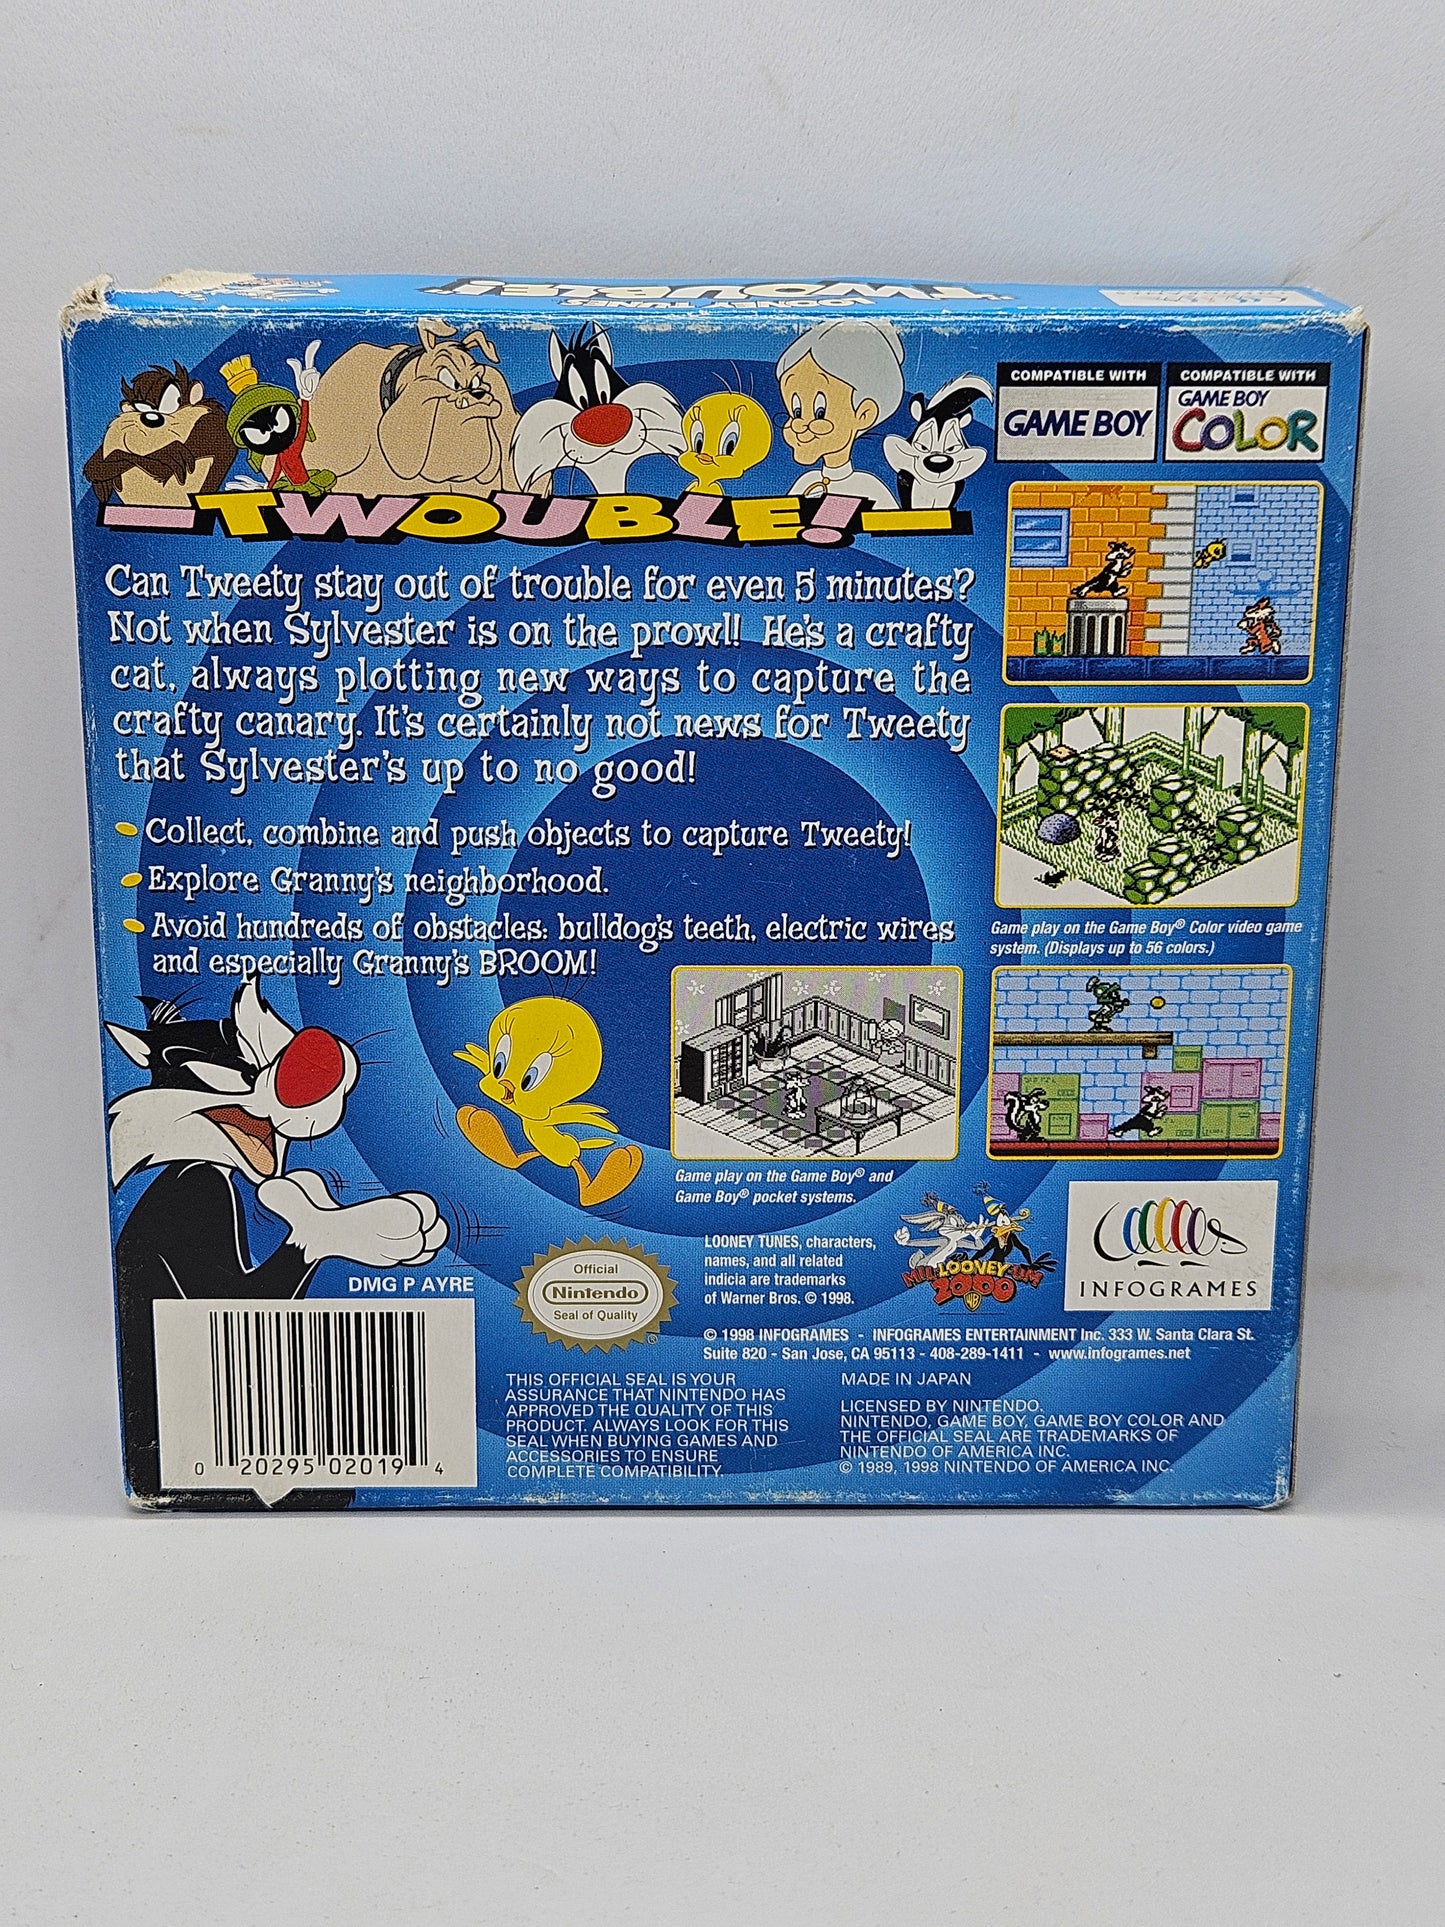 LOONEY TUNES
"TWOUBLE!"
COMPATIBLE WITH
GAME BOY
COMPATIBLE WITH
GAME BOY
COLOR
TWOUBLE!
Can Tweety stay out of trouble for even 5 minutes?
Not when Sylvester is on the prowl! He's a crafty
cat, always plotting new ways to capture the
crafty canary. It's certainly not news for Tweety
that Sylvester's up to no good!
Collect, combine and push objects to capture Tweety!
Explore Granny's neighborhood.
Avoid hundreds of obstacles: bulldog's teeth, electric wires
and especially Granny's BROOM!
Game play on the Game Boy® Color video game
system. (Displays up to 56 colors.)
Game play on the Game Boy® and
Game Boy® pocket systems.
LOONEY TUNES, characters,
names, and all related
indicia are trademarks
of Warner Bros. © 1998.
MIL-LOONEY-UM
2000
WB
INFOGRAMES
DMG P AYRE
Official
Nintendo
Seal of Quality
®
© 1998 INFOGRAMES - INFOGRAMES ENTERTAINMENT Inc. 333 W. Santa Clara St.
Suite 820 - San Jose, CA 95113 - 408-289-1411 - www.infogrames.net
THIS OFFICIAL SEAL IS YOUR
ASSURANCE THAT NINTENDO HAS
APPROVED THE QUALITY OF THIS
PRODUCT. ALWAYS LOOK FOR THIS
SEAL WHEN BUYING GAMES AND
ACCESSORIES TO ENSURE
COMPLETE COMPATIBILITY.
MADE IN JAPAN
LICENSED BY NINTENDO.
NINTENDO, GAME BOY, GAME BOY COLOR AND
THE OFFICIAL SEAL ARE TRADEMARKS OF
NINTENDO OF AMERICA INC.
© 1989, 1998 NINTENDO OF AMERICA INC.
0 20295 02019 4